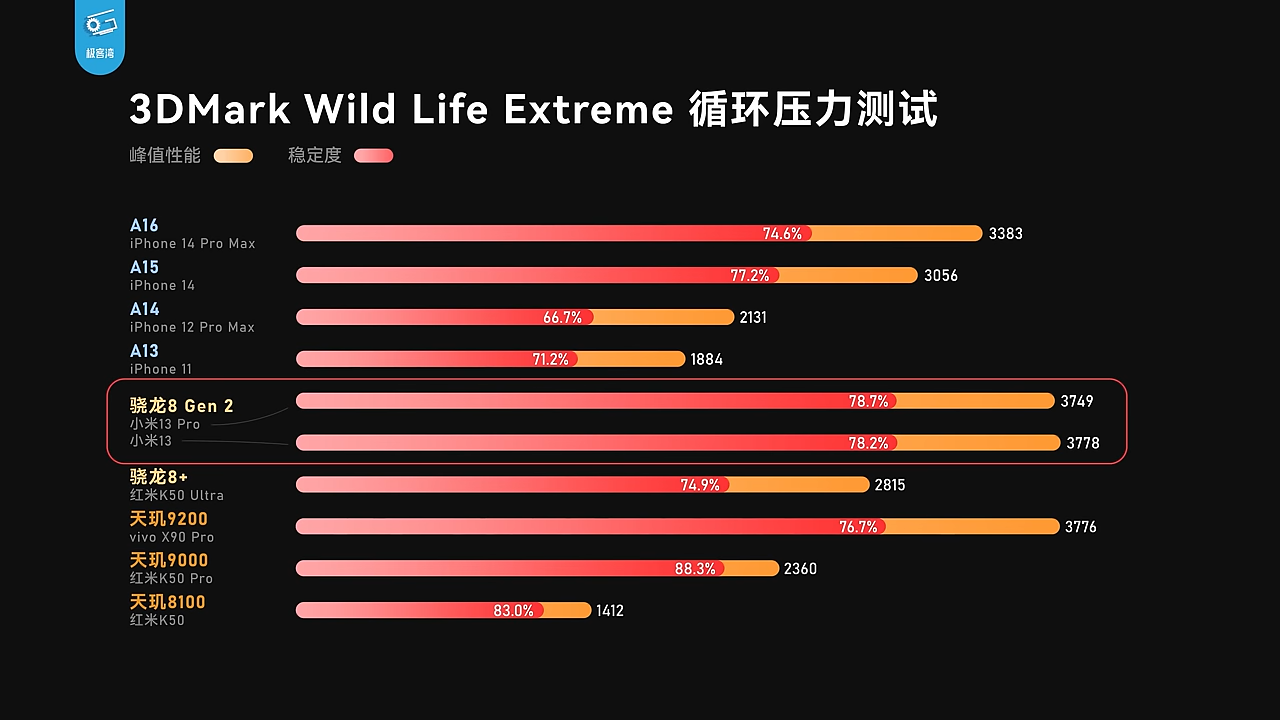 极客湾
3DMark Wild Life Extreme 循环压力测试
峰值性能 稳定度
A16
iPhone 14 Pro Max
74.6% 3383
A15
iPhone 14
77.2% 3056
A14
iPhone 12 Pro Max
66.7% 2131
A13
iPhone 11
71.2% 1884
骁龙8 Gen 2
小米13 Pro
78.7% 3749
小米13
78.2% 3778
骁龙8+
红米K50 Ultra
74.9% 2815
天玑9200
vivo X90 Pro
76.7% 3776
天玑9000
红米K50 Pro
88.3% 2360
天玑8100
红米K50
83.0% 1412